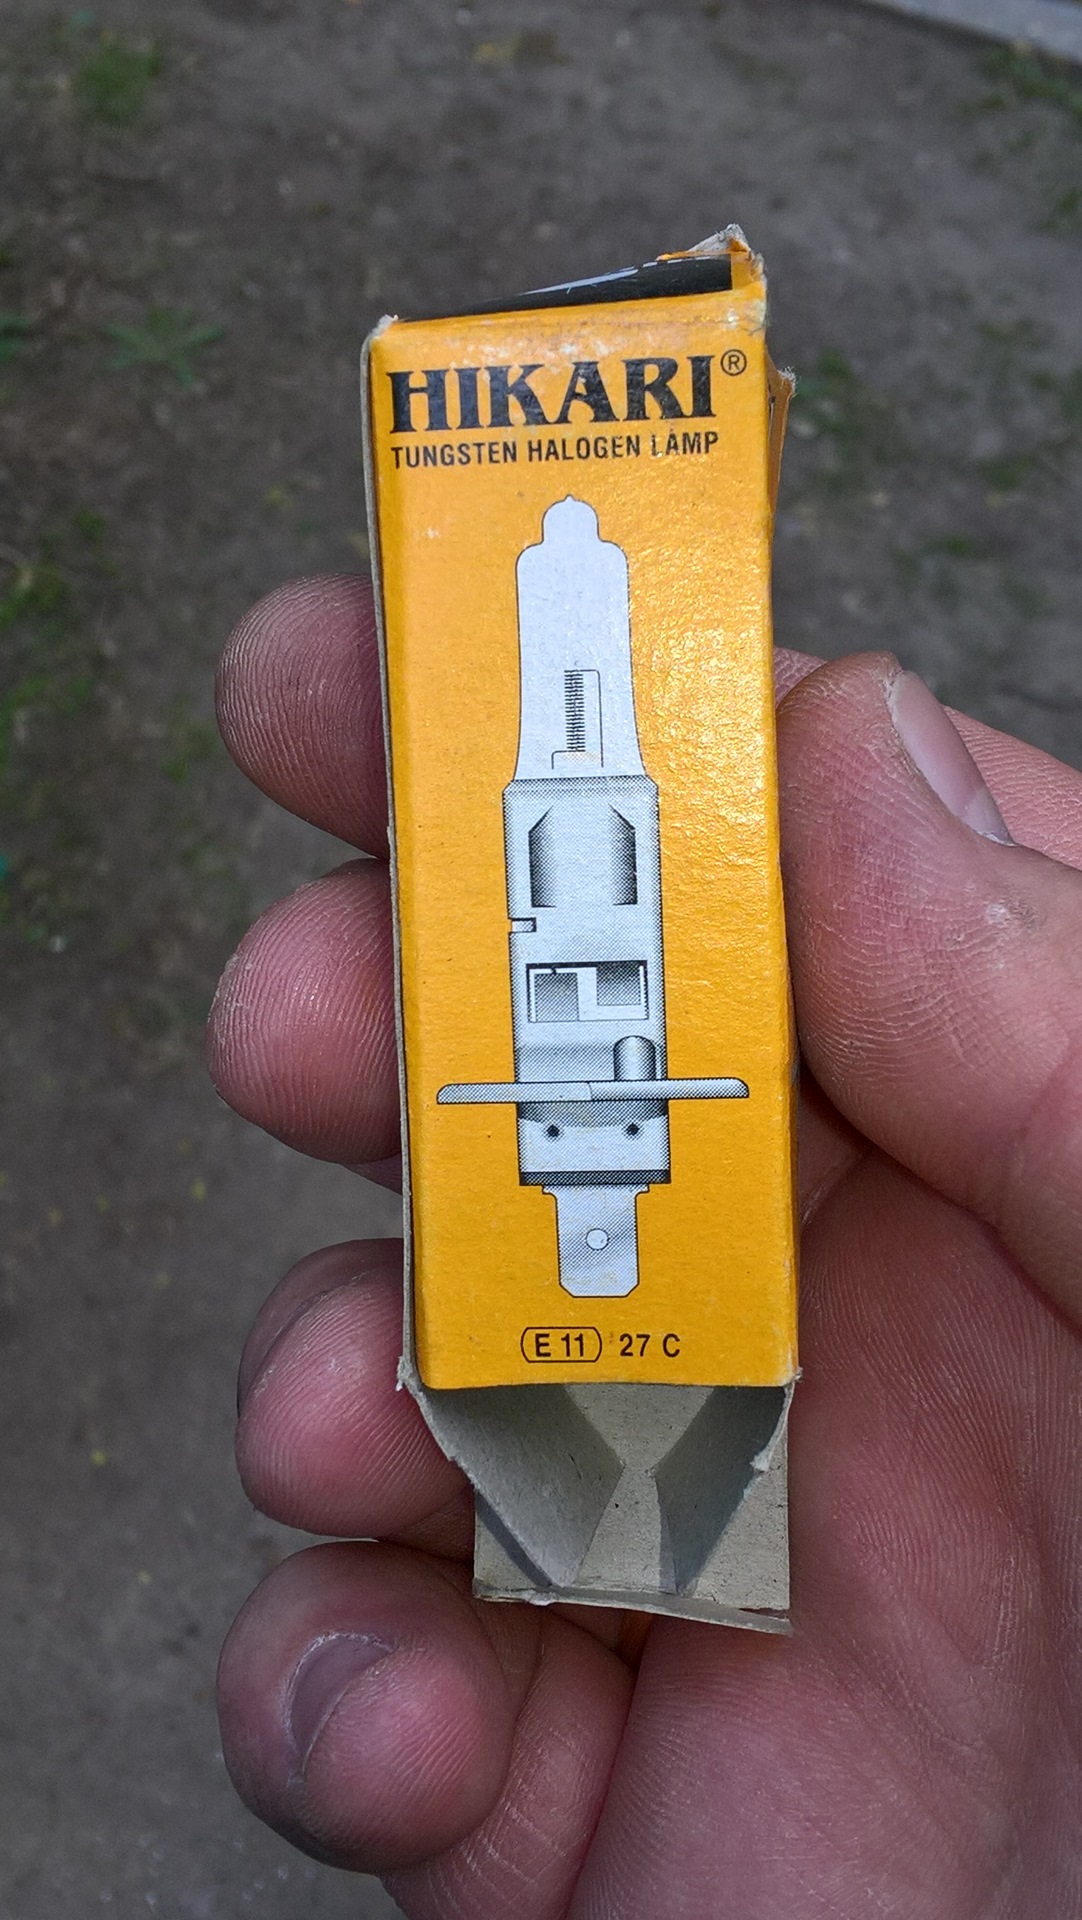 HIKARI®
TUNGSTEN HALOGEN LAMP
E 11 27 C